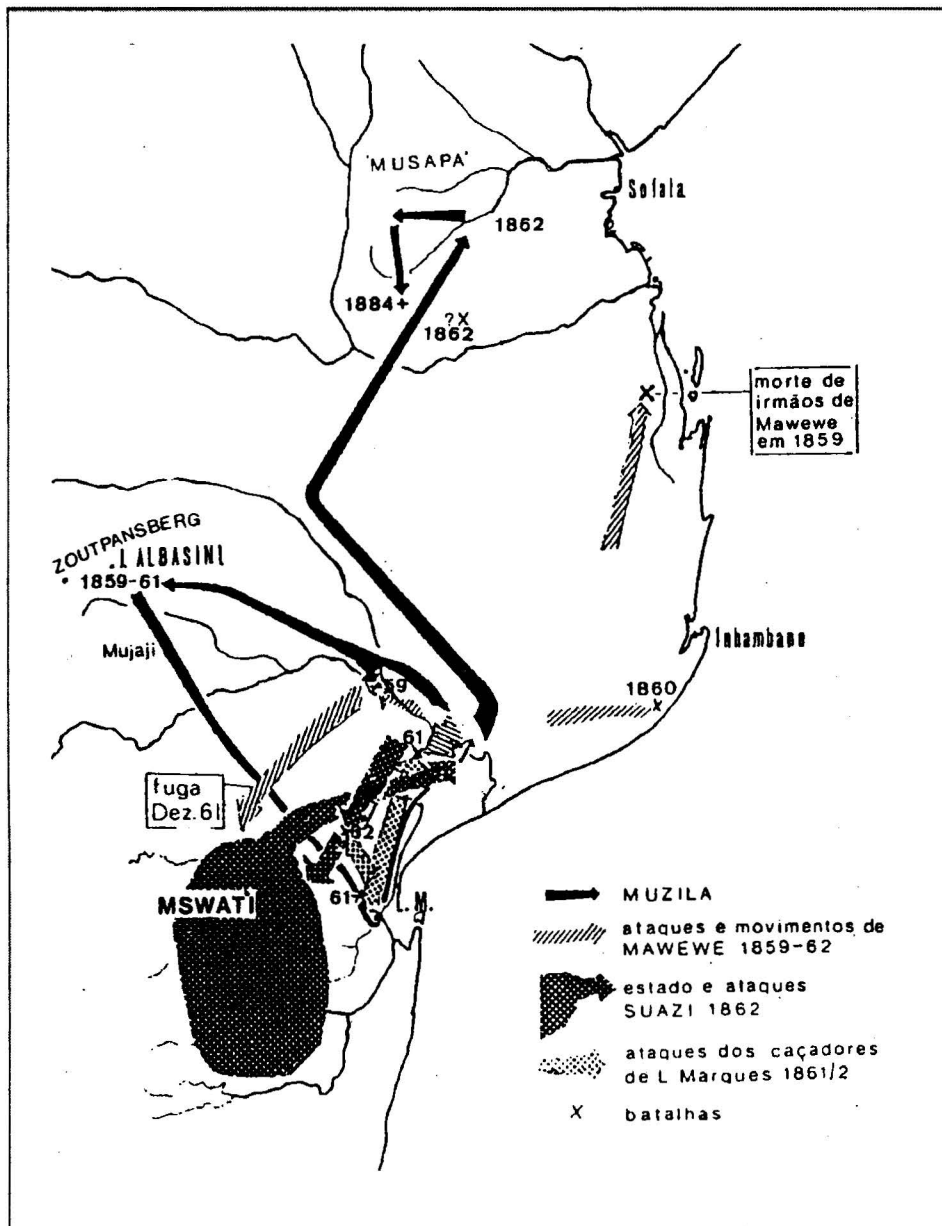 'MUSAPA'
Sofala
1862
1884+
?X
1862
morte de
irmãos de
Mawewe
em 1859
ZOUTPANSBERG
.I ALBASINI
1859-61
Mujaji
Inhambane
1860
x
59
61
fuga
Dez.61
62
MSWATI
61x
L.M.
MUZILA
ataques e movimentos de
MAWEWE 1859-62
estado e ataques
SUAZI 1862
ataques dos caçadores
de L Marques 1861/2
X batalhas